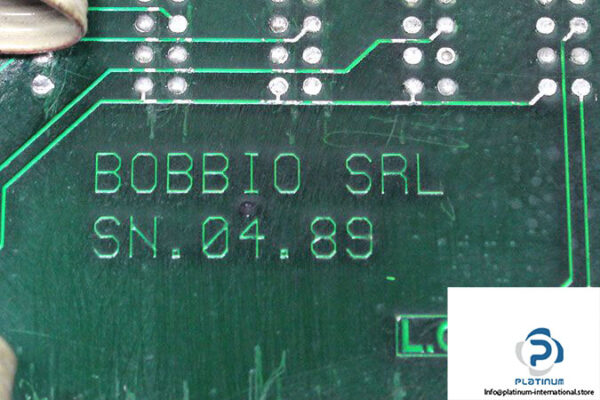 BOBBIO SRL
SN.04.89
PLATINUM
Info@platinum-international.store